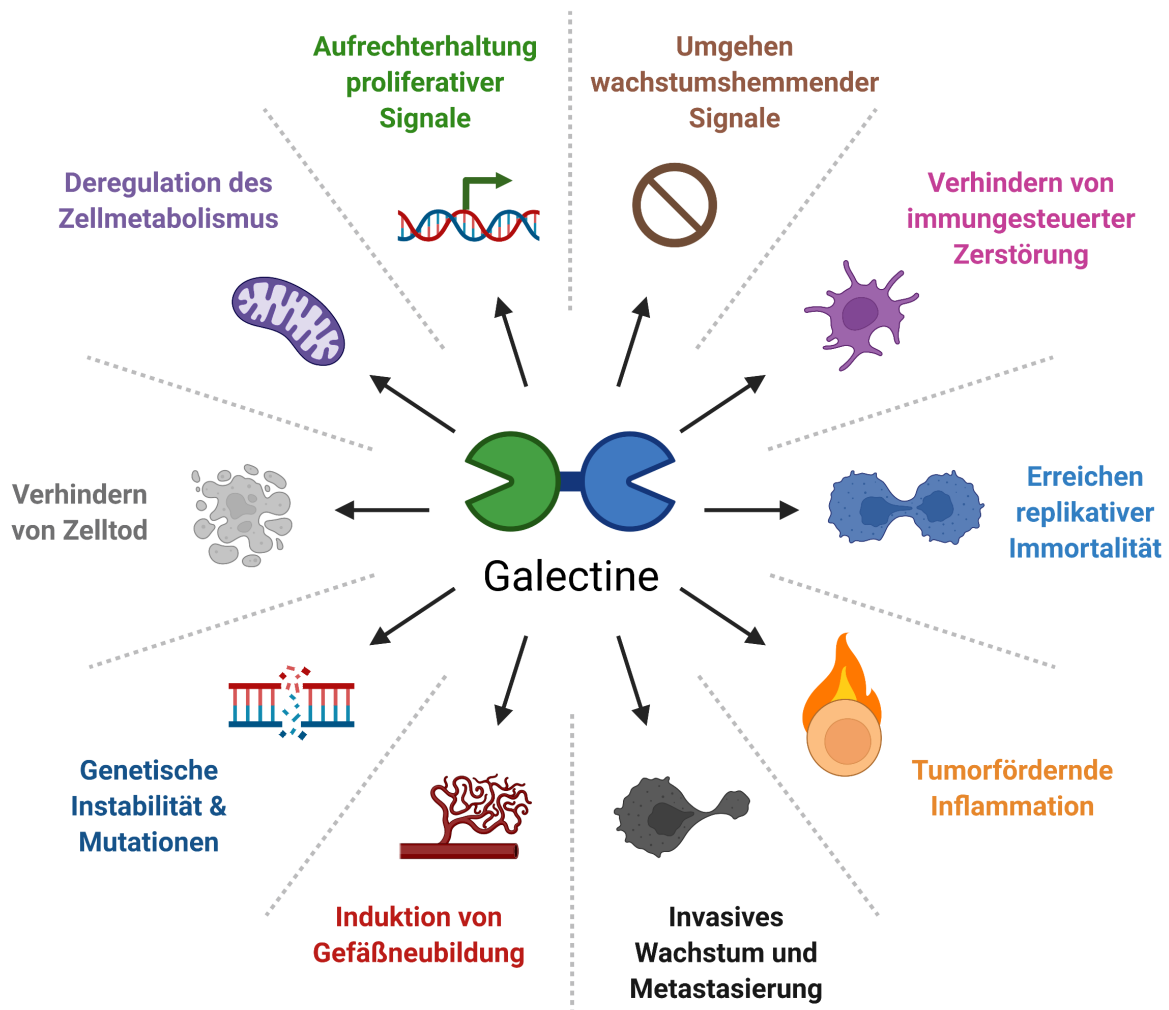 Aufrechterhaltung
proliferativer
Signale
Umgehen
wachstumshemmender
Signale
Deregulation des
Zellmetabolismus
Verhindern von
immungesteuerter
Zerstörung
Verhindern
von Zelltod
Erreichen
replikativer
Immortalität
Galectine
Genetische
Instabilität &
Mutationen
Tumorfördernde
Inflammation
Induktion von
Gefäßneubildung
Invasives
Wachstum und
Metastasierung